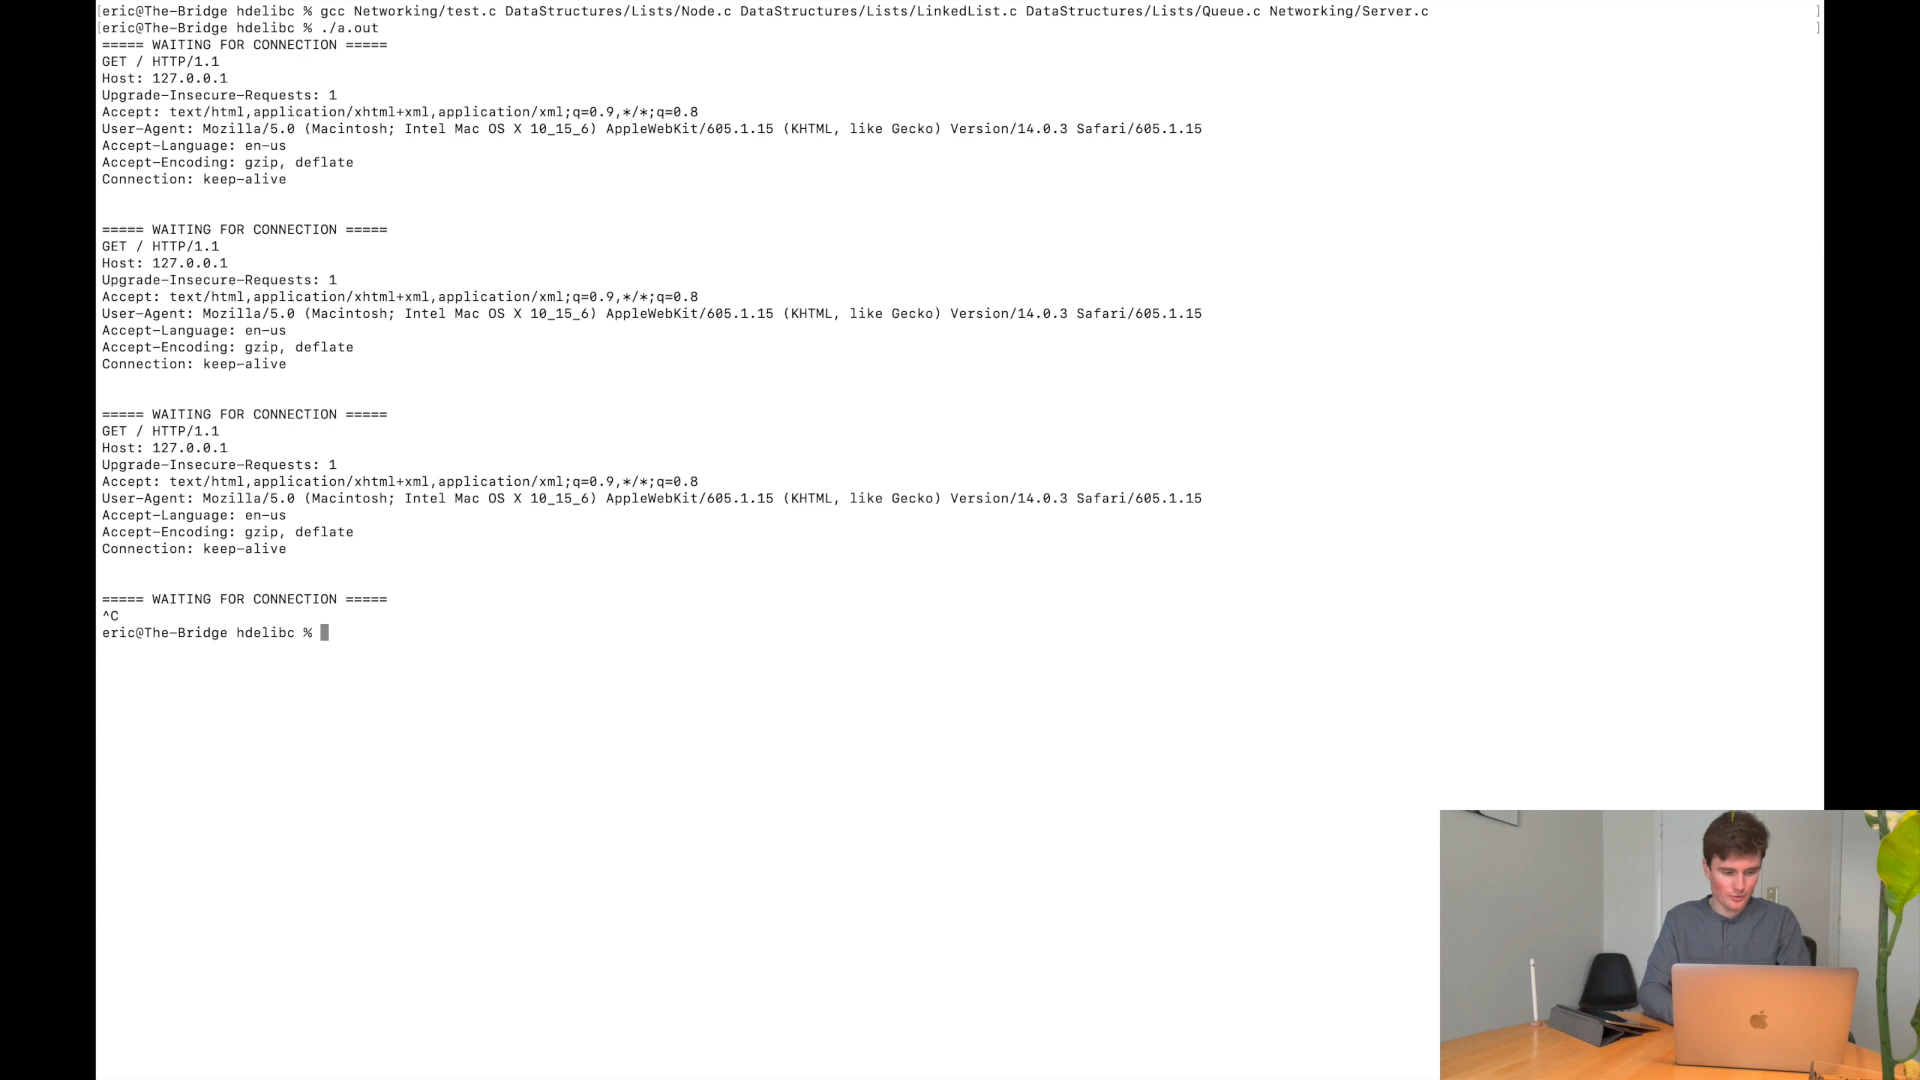 [eric@The-Bridge hdelibc % gcc Networking/test.c DataStructures/Lists/Node.c DataStructures/Lists/LinkedList.c DataStructures/Lists/Queue.c Networking/Server.c ]
[eric@The-Bridge hdelibc % ./a.out ]
===== WAITING FOR CONNECTION =====
GET / HTTP/1.1
Host: 127.0.0.1
Upgrade-Insecure-Requests: 1
Accept: text/html,application/xhtml+xml,application/xml;q=0.9,*/*;q=0.8
User-Agent: Mozilla/5.0 (Macintosh; Intel Mac OS X 10_15_6) AppleWebKit/605.1.15 (KHTML, like Gecko) Version/14.0.3 Safari/605.1.15
Accept-Language: en-us
Accept-Encoding: gzip, deflate
Connection: keep-alive
===== WAITING FOR CONNECTION =====
GET / HTTP/1.1
Host: 127.0.0.1
Upgrade-Insecure-Requests: 1
Accept: text/html,application/xhtml+xml,application/xml;q=0.9,*/*;q=0.8
User-Agent: Mozilla/5.0 (Macintosh; Intel Mac OS X 10_15_6) AppleWebKit/605.1.15 (KHTML, like Gecko) Version/14.0.3 Safari/605.1.15
Accept-Language: en-us
Accept-Encoding: gzip, deflate
Connection: keep-alive
===== WAITING FOR CONNECTION =====
GET / HTTP/1.1
Host: 127.0.0.1
Upgrade-Insecure-Requests: 1
Accept: text/html,application/xhtml+xml,application/xml;q=0.9,*/*;q=0.8
User-Agent: Mozilla/5.0 (Macintosh; Intel Mac OS X 10_15_6) AppleWebKit/605.1.15 (KHTML, like Gecko) Version/14.0.3 Safari/605.1.15
Accept-Language: en-us
Accept-Encoding: gzip, deflate
Connection: keep-alive
===== WAITING FOR CONNECTION =====
^C
eric@The-Bridge hdelibc %